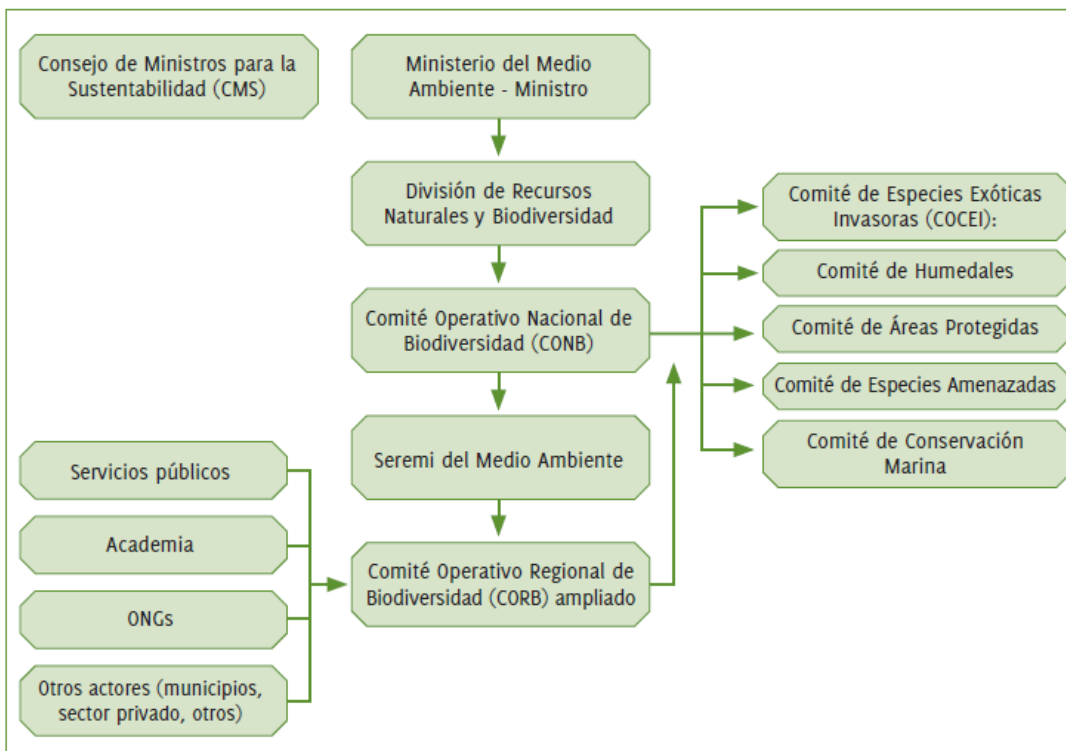 Consejo de Ministros para la
Sustentabilidad (CMS)
Ministerio del Medio
Ambiente - Ministro
División de Recursos
Naturales y Biodiversidad
Comité Operativo Nacional de
Biodiversidad (CONB)
Seremi del Medio Ambiente
Comité Operativo Regional de
Biodiversidad (CORB) ampliado
Servicios públicos
Academia
ONGs
Otros actores (municipios,
sector privado, otros)
Comité de Especies Exóticas
Invasoras (COCEI):
Comité de Humedales
Comité de Áreas Protegidas
Comité de Especies Amenazadas
Comité de Conservación
Marina